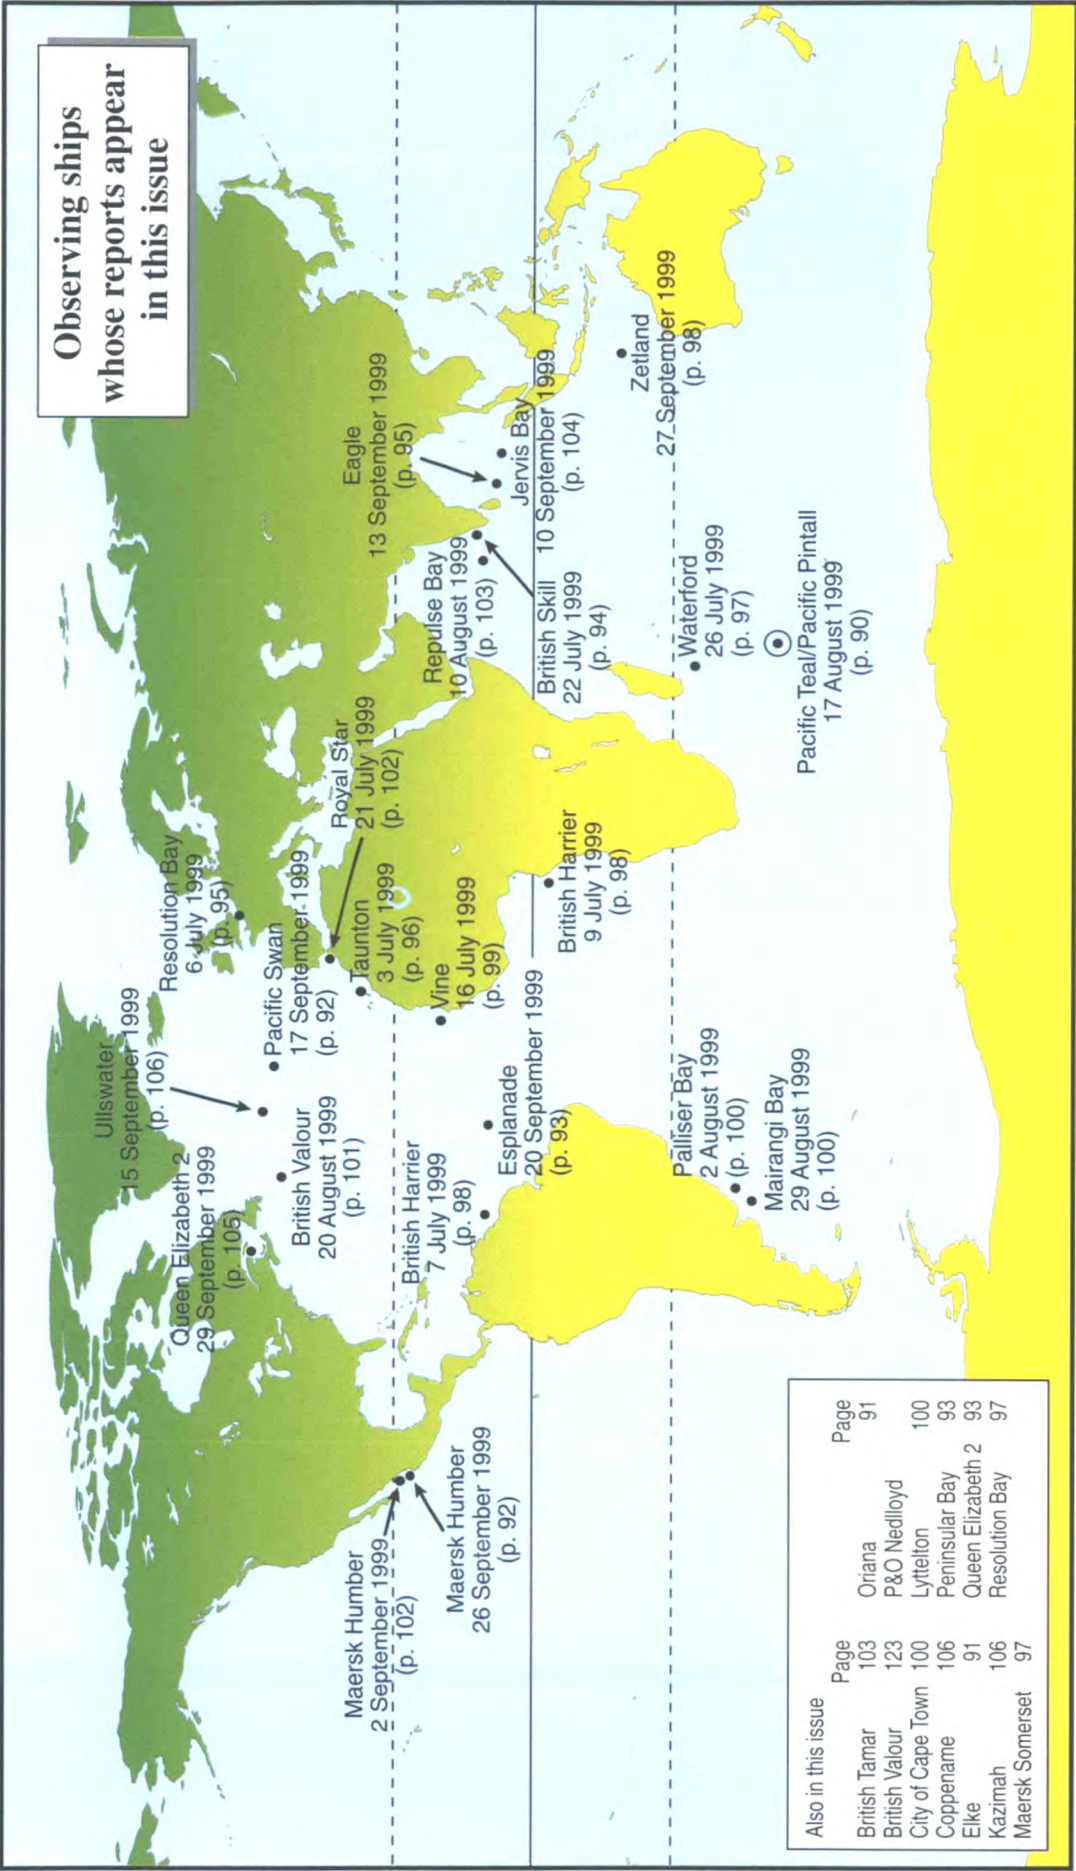 Observing ships
whose reports appear
in this issue
Ullswater
15 September 1999
(p. 106)
Resolution Bay
6 July 1999
(p. 95)
Queen Elizabeth 2
29 September 1999
(p. 105)
Pacific Swan
17 September 1999
(p. 92)
Royal Star
21 July 1999
(p. 102)
Eagle
13 September 1999
(p. 95)
British Valour
20 August 1999
(p. 101)
Taunton
3 July 1999
(p. 96)
Repulse Bay
10 August 1999
(p. 103)
Maersk Humber
2 September 1999
(p. 102)
British Harrier
7 July 1999
(p. 98)
Vine
16 July 1999
(p. 99)
Maersk Humber
26 September 1999
(p. 92)
Esplanade
20 September 1999
(p. 93)
British Harrier
9 July 1999
(p. 98)
British Skill
22 July 1999
(p. 94)
Jervis Bay
10 September 1999
(p. 104)
Zetland
27 September 1999
(p. 98)
Palliser Bay
2 August 1999
(p. 100)
Waterford
26 July 1999
(p. 97)
Mairangi Bay
29 August 1999
(p. 100)
Pacific Teal/Pacific Pintall
17 August 1999
(p. 90)
Also in this issue
Page Page
British Tamar 103 Oriana 91
British Valour 123 P&O Nedlloyd
City of Cape Town 100 Lyttelton 100
Coppename 106 Peninsular Bay 93
Elke 91 Queen Elizabeth 2 93
Kazimah 106 Resolution Bay 97
Maersk Somerset 97